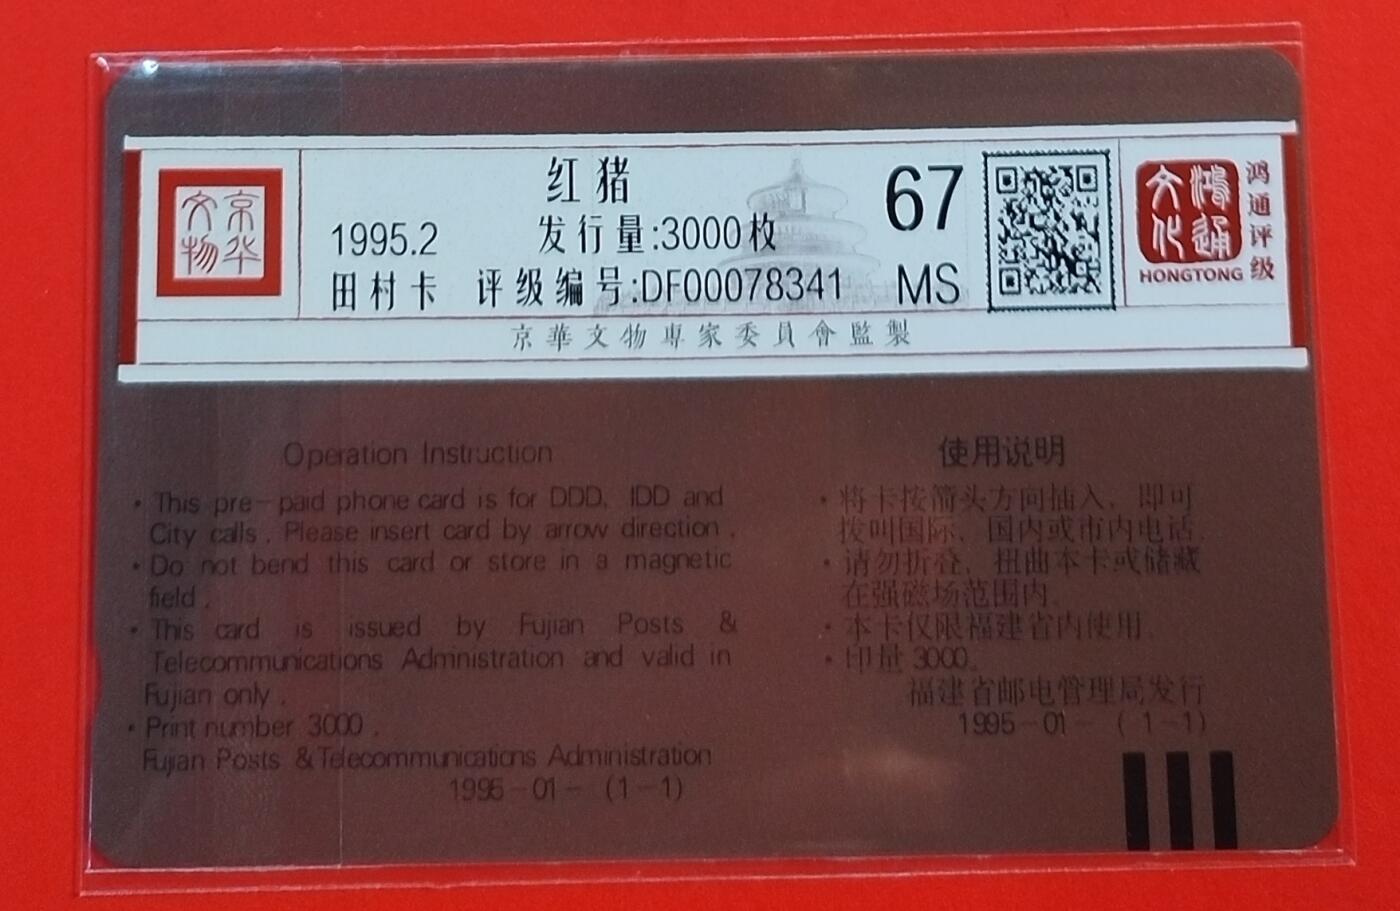 京华
文物
红猪
1995.2 发行量:3000枚
田村卡 评级编号:DF00078341
67
MS
京華文物專家委員會監製
鸿通
文化
HONGTONG
鸿通评级
Operation Instruction
· This pre-paid phone card is for DDD, IDD and
City calls . Please insert card by arrow direction .
· Do not bend this card or store in a magnetic
field .
· This card is issued by Fujian Posts &
Telecommunications Administration and valid in
Fujian only .
· Print number 3000 .
Fujian Posts & Telecommunications Administration
1995-01- (1-1)
使用说明
· 将卡按箭头方向插入，即可
拨叫国际、国内或市内电话.
· 请勿折叠，扭曲本卡或储藏
在强磁场范围内.
· 本卡仅限福建省内使用.
· 印量 3000.
福建省邮电管理局发行
1995-01- (1-1)